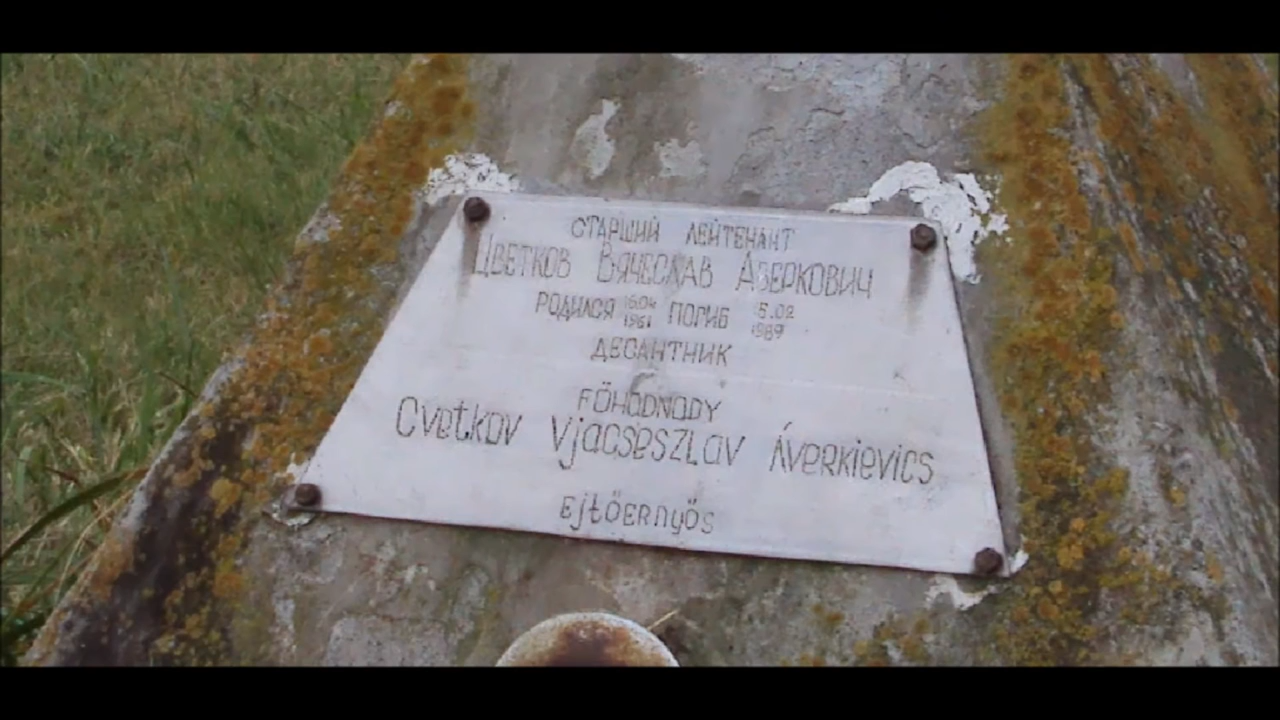 СТАРШИЙ ЛЕЙТЕНАНТ
ЦВЕТКОВ ВЯЧЕСЛАВ АВЕРКОВИЧ
РОДИЛСЯ 16.04 1961 ПОГИБ 15.02 1989
ДЕСАНТНИК
FŐHADNAGY
Cvetkov Vjacseszlav Áverkievics
EjtőERnyős